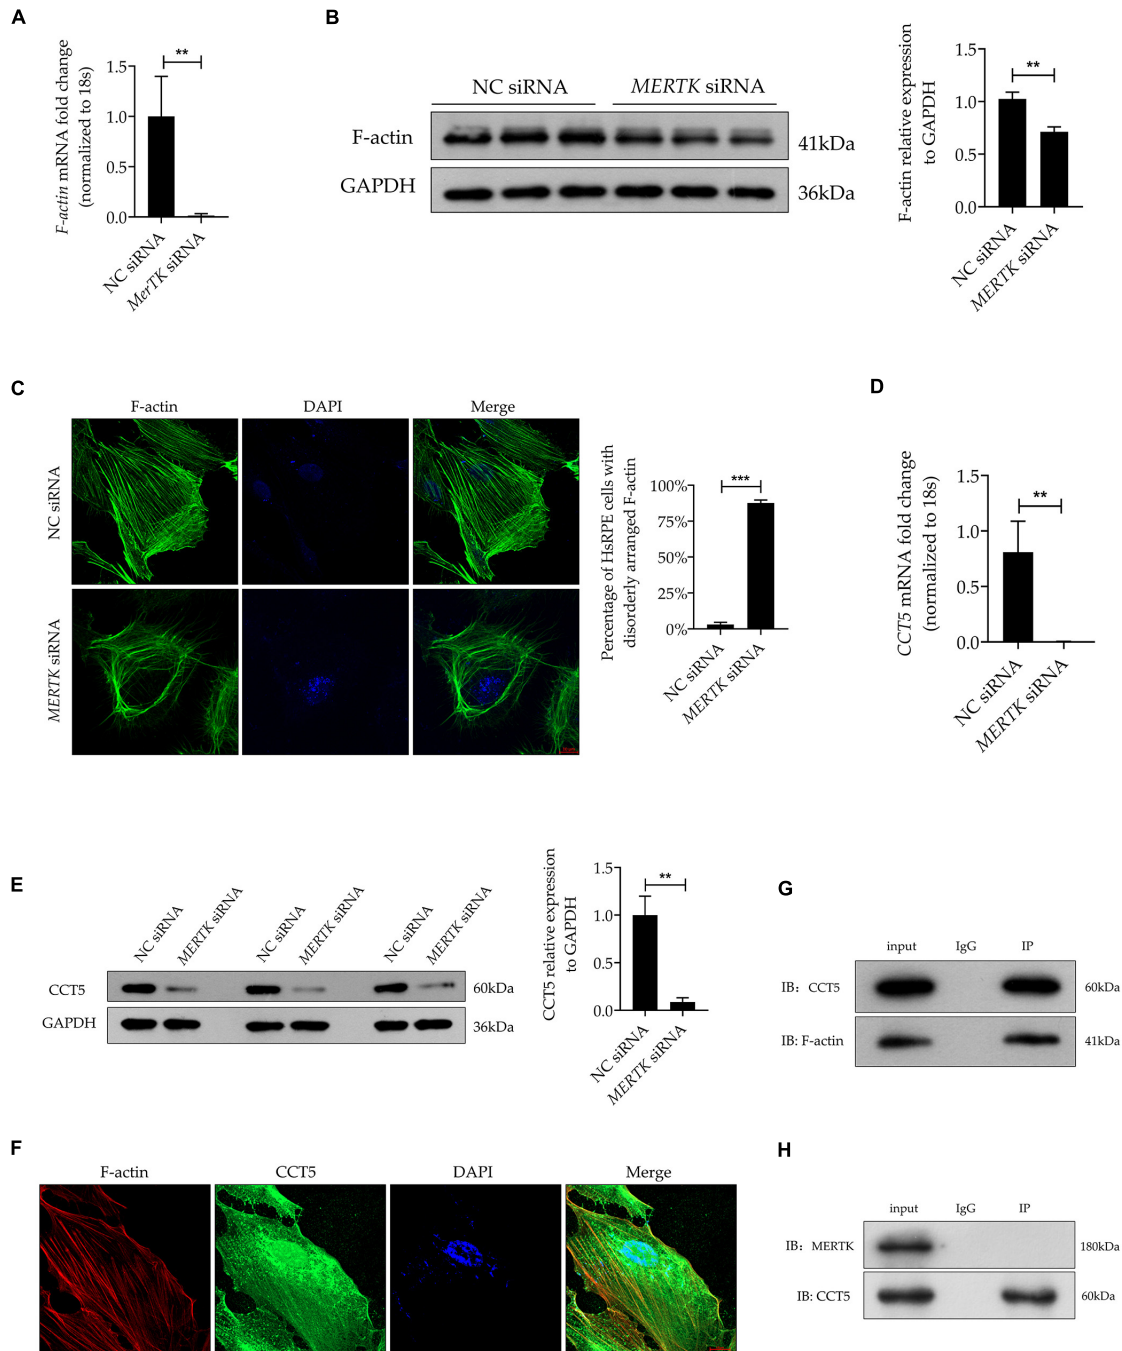 A
F-actin mRNA fold change
(normalized to 18s)
1.5
1.0
0.5
0.0
**
NC siRNA
MerTK siRNA
B
NC siRNA
MERTK siRNA
F-actin
41kDa
GAPDH
36kDa
F-actin relative expression
to GAPDH
1.5
1.0
0.5
0.0
**
NC siRNA
MERTK siRNA
C
F-actin
DAPI
Merge
NC siRNA
MERTK siRNA
Percentage of HsRPE cells with
disorderly arranged F-actin
100%
75%
50%
25%
0%
***
NC siRNA
MERTK siRNA
D
CCT5 mRNA fold change
(normalized to 18s)
1.5
1.0
0.5
0.0
**
NC siRNA
MERTK siRNA
E
NC siRNA
MERTK siRNA
NC siRNA
MERTK siRNA
NC siRNA
MERTK siRNA
CCT5
60kDa
GAPDH
36kDa
CCT5 relative expression
to GAPDH
1.5
1.0
0.5
0.0
**
NC siRNA
MERTK siRNA
G
input
IgG
IP
IB: CCT5
60kDa
IB: F-actin
41kDa
F
F-actin
CCT5
DAPI
Merge
H
input
IgG
IP
IB: MERTK
180kDa
IB: CCT5
60kDa